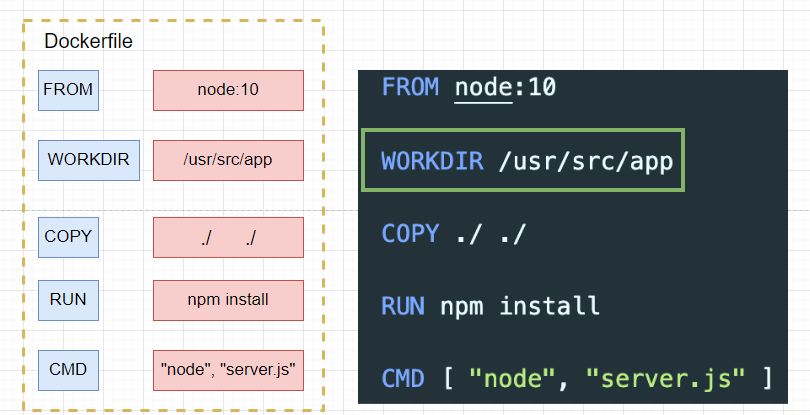 Dockerfile
FROM node:10
WORKDIR /usr/src/app
COPY ./ ./
RUN npm install
CMD "node", "server.js"
FROM node:10
WORKDIR /usr/src/app
COPY ./ ./
RUN npm install
CMD [ "node", "server.js" ]